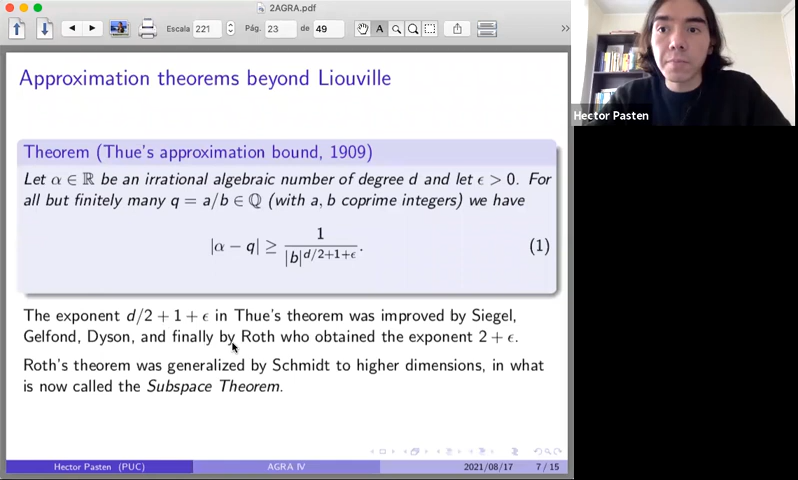 2AGRA.pdf
Escala 221 Pág. 23 de 49 A
Approximation theorems beyond Liouville
Hector Pasten
Theorem (Thue's approximation bound, 1909)
Let α ∈ ℝ be an irrational algebraic number of degree d and let ϵ > 0. For
all but finitely many q = a/b ∈ ℚ (with a, b coprime integers) we have
|α − q| ≥ 1 / |b|^{d/2+1+ϵ}. (1)
The exponent d/2 + 1 + ϵ in Thue's theorem was improved by Siegel,
Gelfond, Dyson, and finally by Roth who obtained the exponent 2 + ϵ.
Roth's theorem was generalized by Schmidt to higher dimensions, in what
is now called the Subspace Theorem.
Hector Pasten (PUC) AGRA IV 2021/08/17 7 / 15